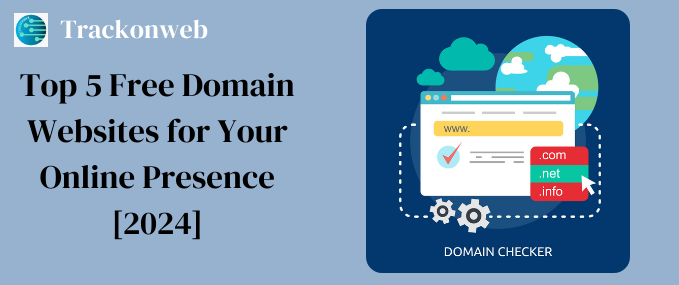 Trackonweb
Top 5 Free Domain
Websites for Your
Online Presence
[2024]
www.
.com
.net
.info
DOMAIN CHECKER